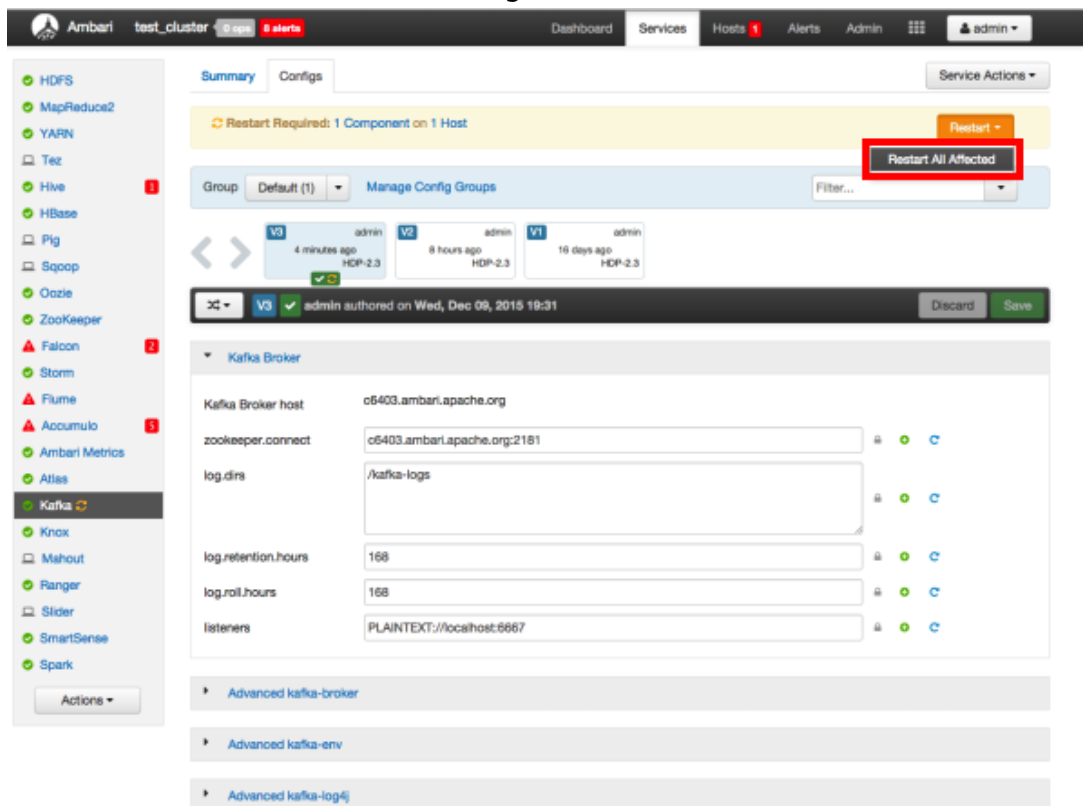 Ambari test_cluster 0 ops 8 alerts Dashboard Services Hosts 1 Alerts Admin admin
HDFS
MapReduce2
YARN
Tez
Hive 1
HBase
Pig
Sqoop
Oozie
ZooKeeper
Falcon 2
Storm
Flume
Accumulo 5
Ambari Metrics
Atlas
Kafka
Knox
Mahout
Ranger
Slider
SmartSense
Spark
Actions
Summary Configs Service Actions
Restart Required: 1 Component on 1 Host Restart
Restart All Affected
Group Default (1) Manage Config Groups Filter...
V3 admin
4 minutes ago
HDP-2.3
V2 admin
8 hours ago
HDP-2.3
V1 admin
16 days ago
HDP-2.3
V3 admin authored on Wed, Dec 09, 2015 19:31 Discard Save
Kafka Broker
Kafka Broker host c6403.ambari.apache.org
zookeeper.connect c6403.ambari.apache.org:2181
log.dirs /kafka-logs
log.retention.hours 168
log.roll.hours 168
listeners PLAINTEXT://localhost:6667
Advanced kafka-broker
Advanced kafka-env
Advanced kafka-log4j